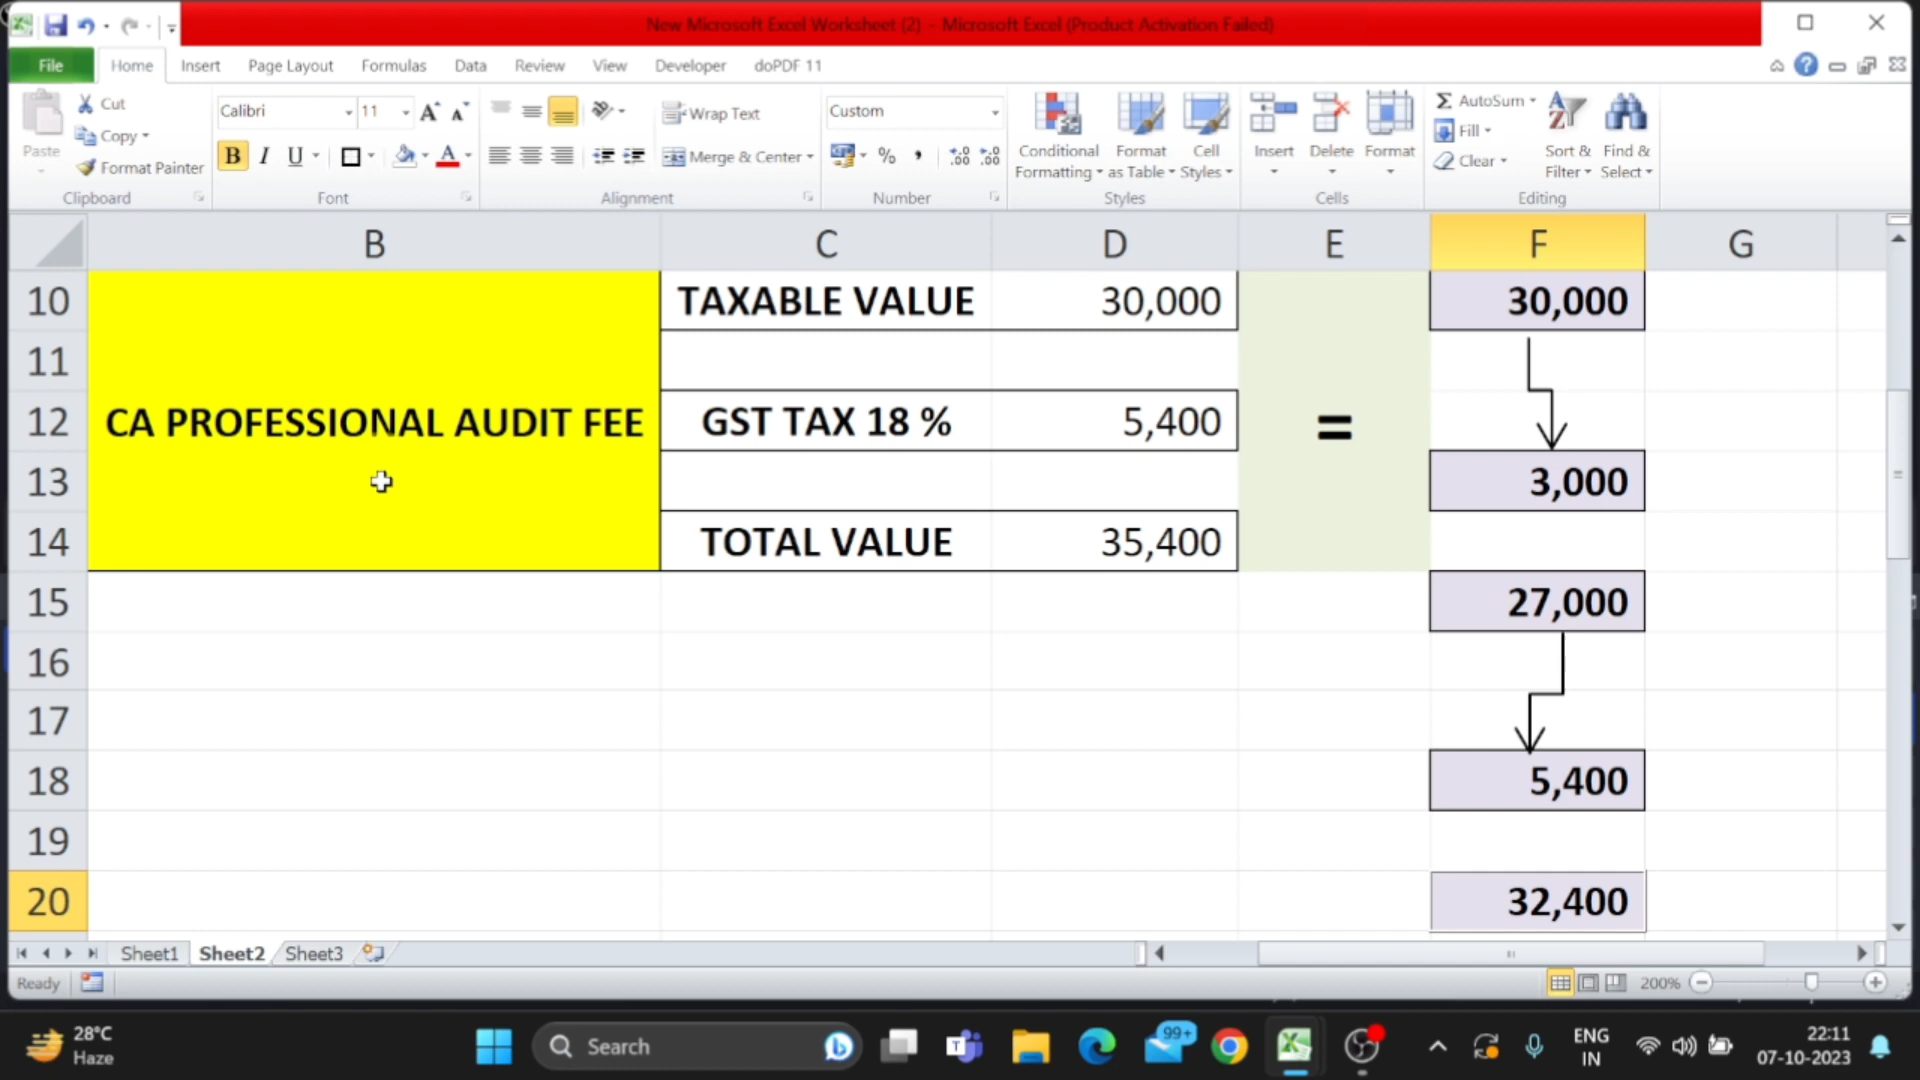 New Microsoft Excel Worksheet (2) - Microsoft Excel (Product Activation Failed)
File Home Insert Page Layout Formulas Data Review View Developer doPDF 11
Cut
Copy
Format Painter
Paste
Clipboard
Calibri 11
B I U
Font
Wrap Text
Merge & Center
Alignment
Custom
%
Number
Conditional Formatting
Format as Table
Cell Styles
Styles
Insert Delete Format
Cells
AutoSum
Fill
Clear
Sort & Filter
Find & Select
Editing
B C D E F G
10 TAXABLE VALUE 30,000 30,000
11
12 CA PROFESSIONAL AUDIT FEE GST TAX 18 % 5,400 =
13 3,000
14 TOTAL VALUE 35,400
15 27,000
16
17
18 5,400
19
20 32,400
Sheet1 Sheet2 Sheet3
Ready 200%
28°C
Haze
Search
99+
ENG
IN
22:11
07-10-2023